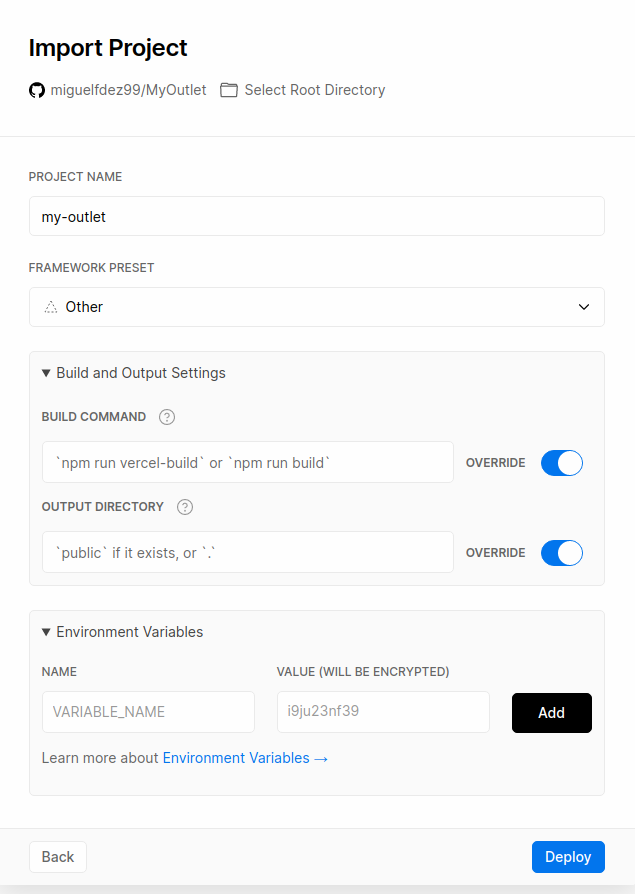 Import Project
miguelfdez99/MyOutlet Select Root Directory
PROJECT NAME
my-outlet
FRAMEWORK PRESET
Other
Build and Output Settings
BUILD COMMAND ?
`npm run vercel-build` or `npm run build`
OVERRIDE
OUTPUT DIRECTORY ?
`public` if it exists, or `.`
OVERRIDE
Environment Variables
NAME VALUE (WILL BE ENCRYPTED)
VARIABLE_NAME i9ju23nf39 Add
Learn more about Environment Variables →
Back Deploy